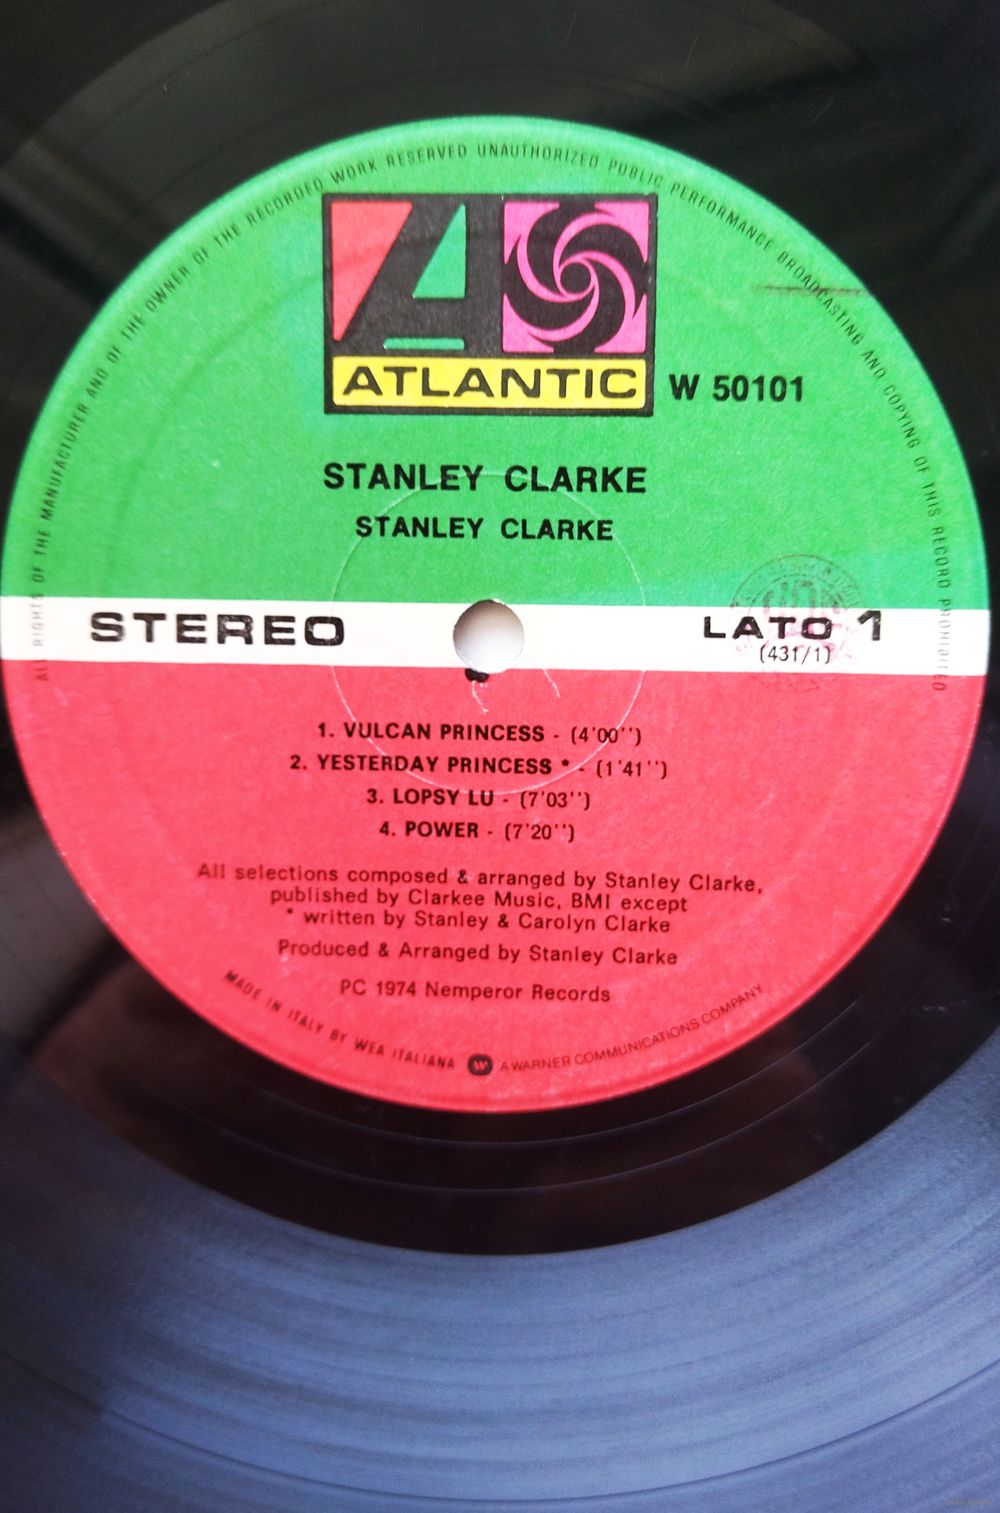 ALL RIGHTS OF THE MANUFACTURER AND OF THE OWNER OF THE RECORDED WORK RESERVED UNAUTHORIZED PUBLIC PERFORMANCE BROADCASTING AND COPYING OF THIS RECORD PROHIBITED
ATLANTIC
W 50101
STANLEY CLARKE
STANLEY CLARKE
STEREO
LATO 1
(431/1)
1. VULCAN PRINCESS - (4'00'')
2. YESTERDAY PRINCESS * - (1'41'')
3. LOPSY LU - (7'03'')
4. POWER - (7'20'')
All selections composed & arranged by Stanley Clarke,
published by Clarkee Music, BMI except
* written by Stanley & Carolyn Clarke
Produced & Arranged by Stanley Clarke
PC 1974 Nemperor Records
MADE IN ITALY BY WEA ITALIANA W A WARNER COMMUNICATIONS COMPANY